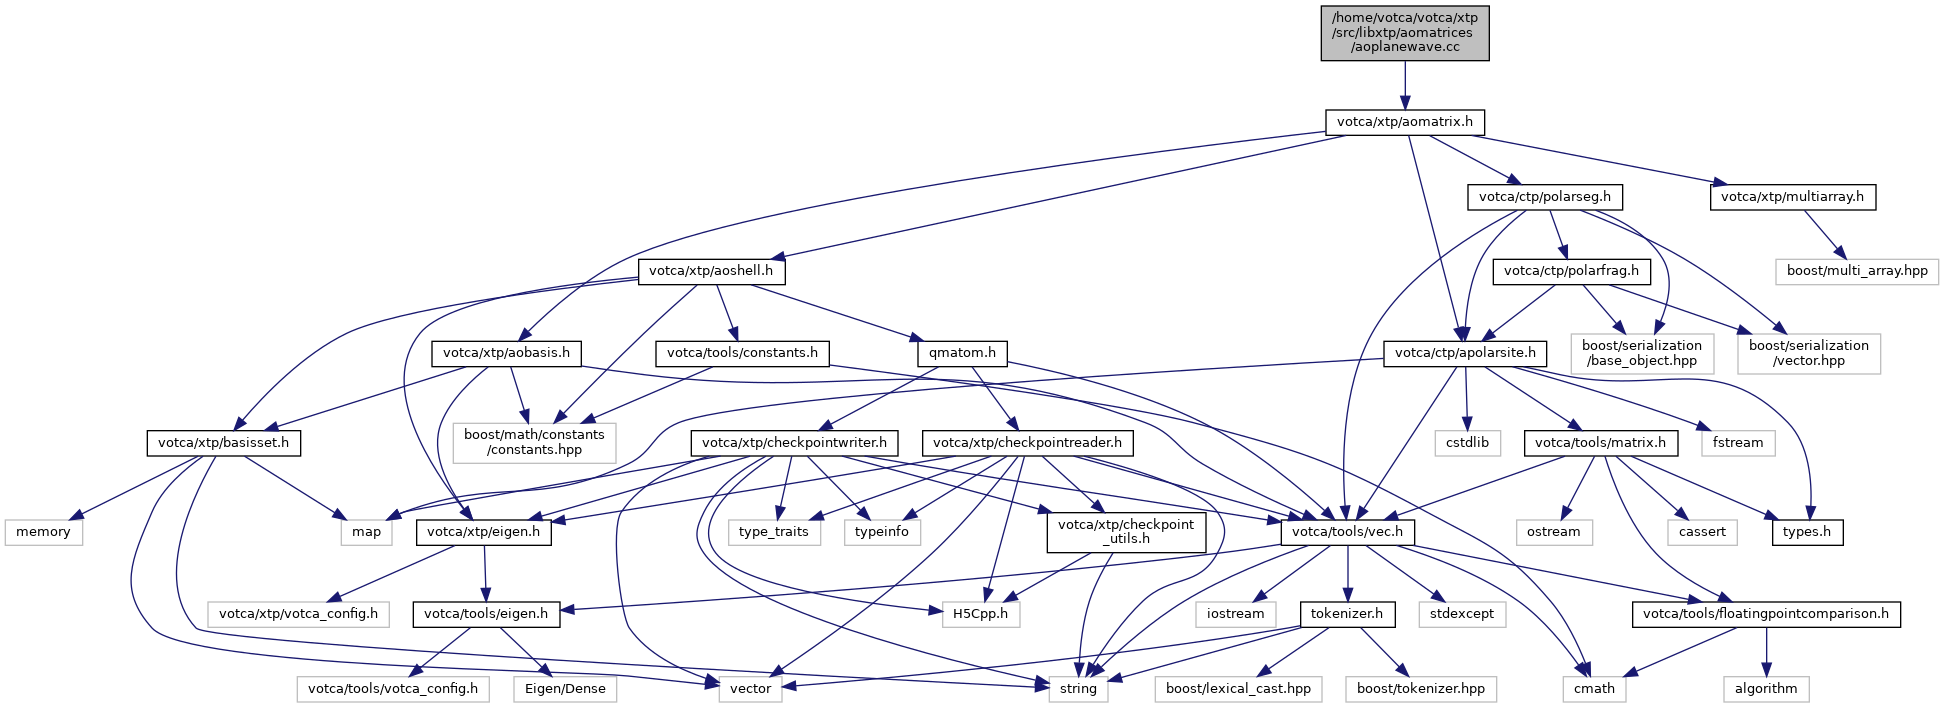 /home/votca/votca/xtp
/src/libxtp/aomatrices
/aoplanewave.cc
votca/xtp/aomatrix.h
votca/ctp/polarseg.h
votca/xtp/multiarray.h
votca/xtp/aoshell.h
votca/ctp/polarfrag.h
boost/multi_array.hpp
votca/xtp/aobasis.h
votca/tools/constants.h
qmatom.h
votca/ctp/apolarsite.h
boost/serialization
/base_object.hpp
boost/serialization
/vector.hpp
votca/xtp/basisset.h
boost/math/constants
/constants.hpp
votca/xtp/checkpointwriter.h
votca/xtp/checkpointreader.h
cstdlib
votca/tools/matrix.h
fstream
memory
map
votca/xtp/eigen.h
type_traits
typeinfo
votca/xtp/checkpoint
_utils.h
votca/tools/vec.h
ostream
cassert
types.h
votca/xtp/votca_config.h
votca/tools/eigen.h
H5Cpp.h
iostream
tokenizer.h
stdexcept
votca/tools/floatingpointcomparison.h
votca/tools/votca_config.h
Eigen/Dense
vector
string
boost/lexical_cast.hpp
boost/tokenizer.hpp
cmath
algorithm